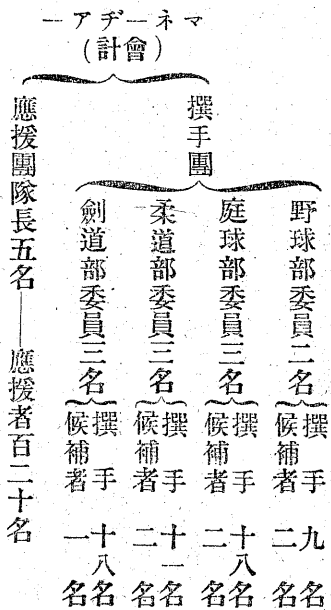 マネーヂアー
(會計)
撰手團
野球部委員二名
撰手 九名
候補者 二名
庭球部委員三名
撰手 十八名
候補者 二名
柔道部委員三名
撰手 十一名
候補者 二名
劍道部委員三名
撰手 十八名
候補者 一名
應援團隊長五名——應援者百二十名